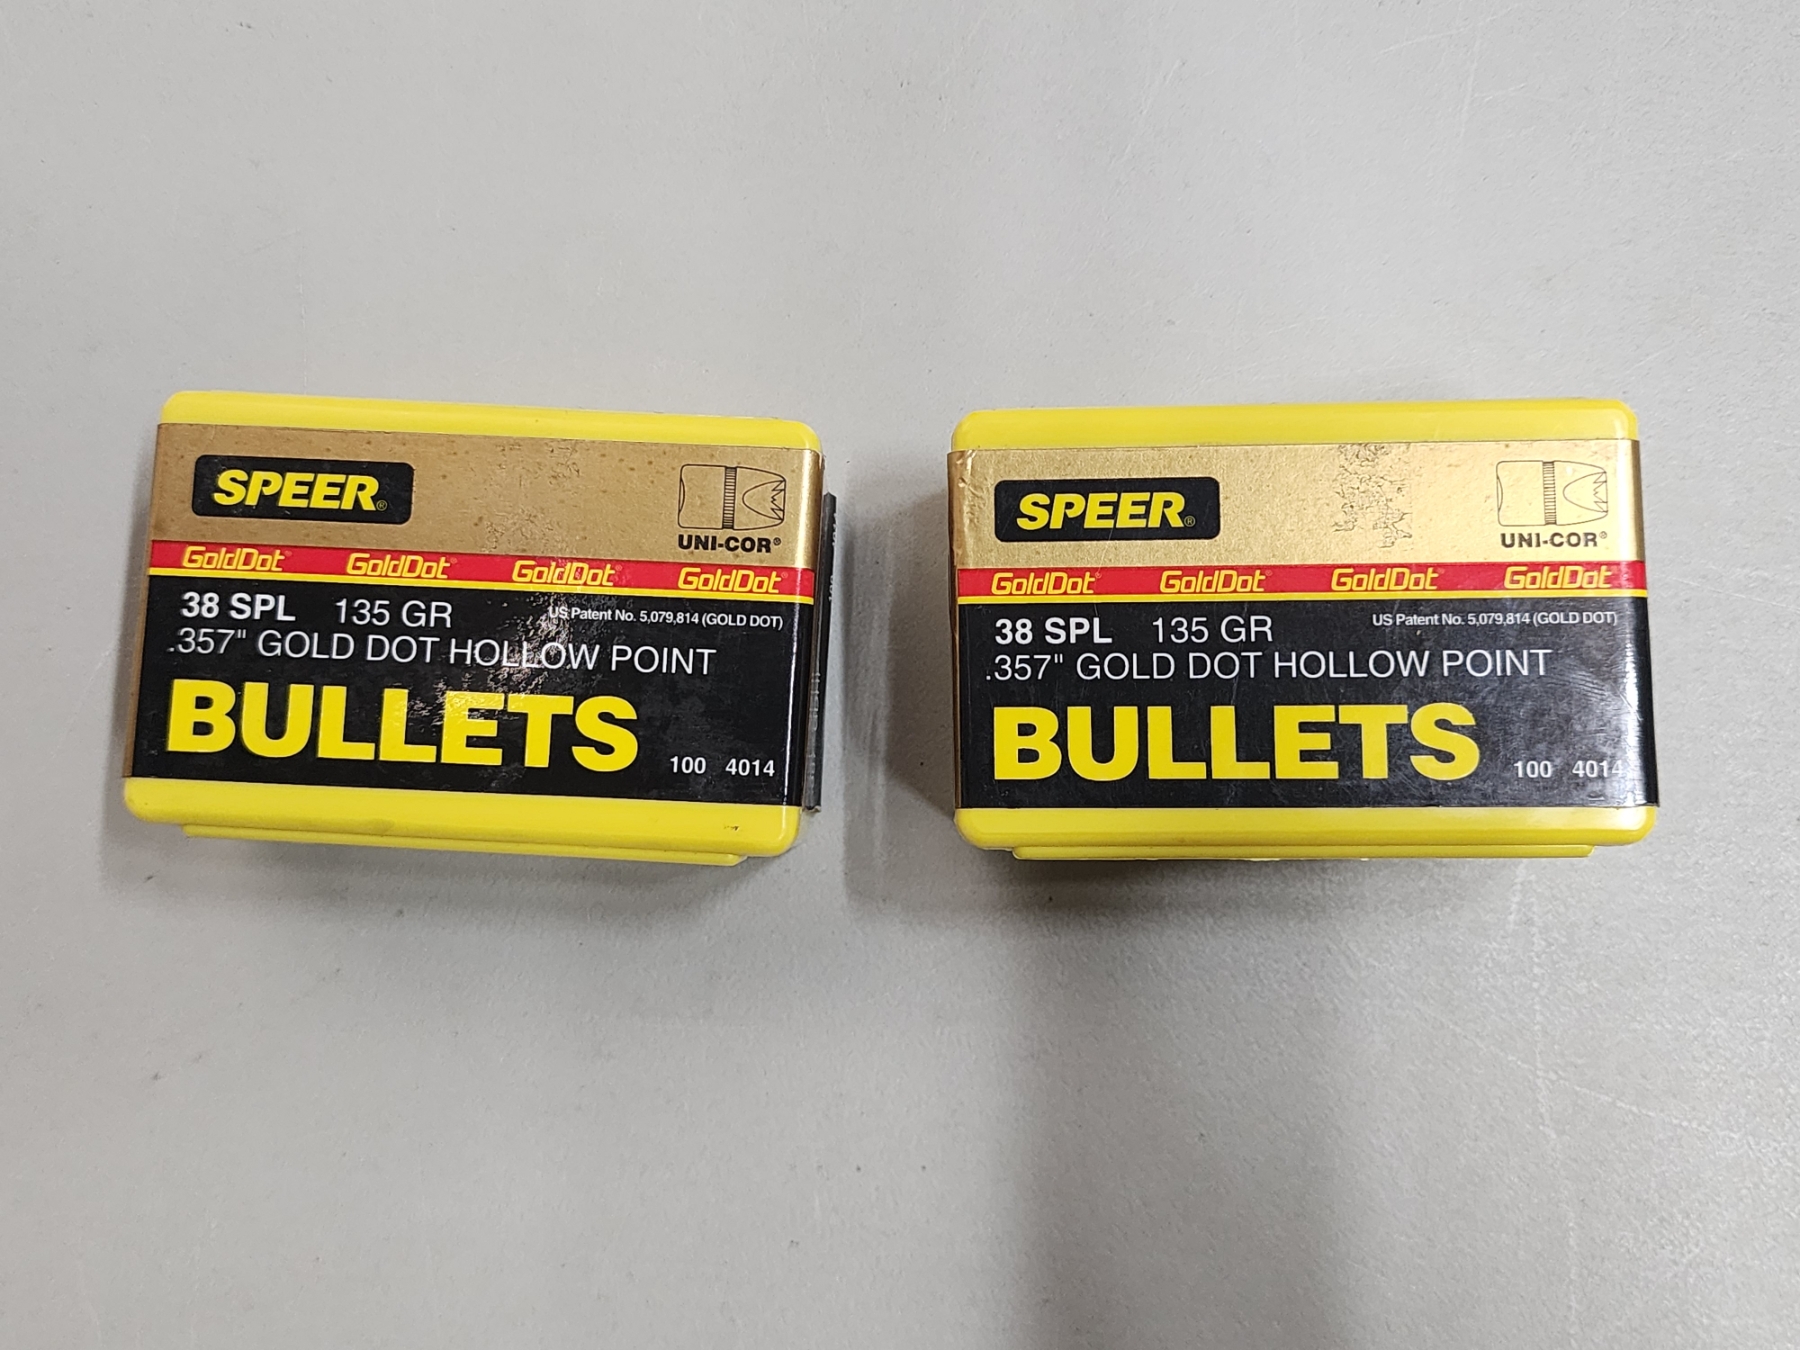 SPEER®
UNI-COR®
GoldDot® GoldDot® GoldDot® GoldDot®
38 SPL 135 GR US Patent No. 5,079,814 (GOLD DOT)
.357" GOLD DOT HOLLOW POINT
BULLETS 100 4014
SPEER®
UNI-COR®
GoldDot® GoldDot® GoldDot® GoldDot®
38 SPL 135 GR US Patent No. 5,079,814 (GOLD DOT)
.357" GOLD DOT HOLLOW POINT
BULLETS 100 4014